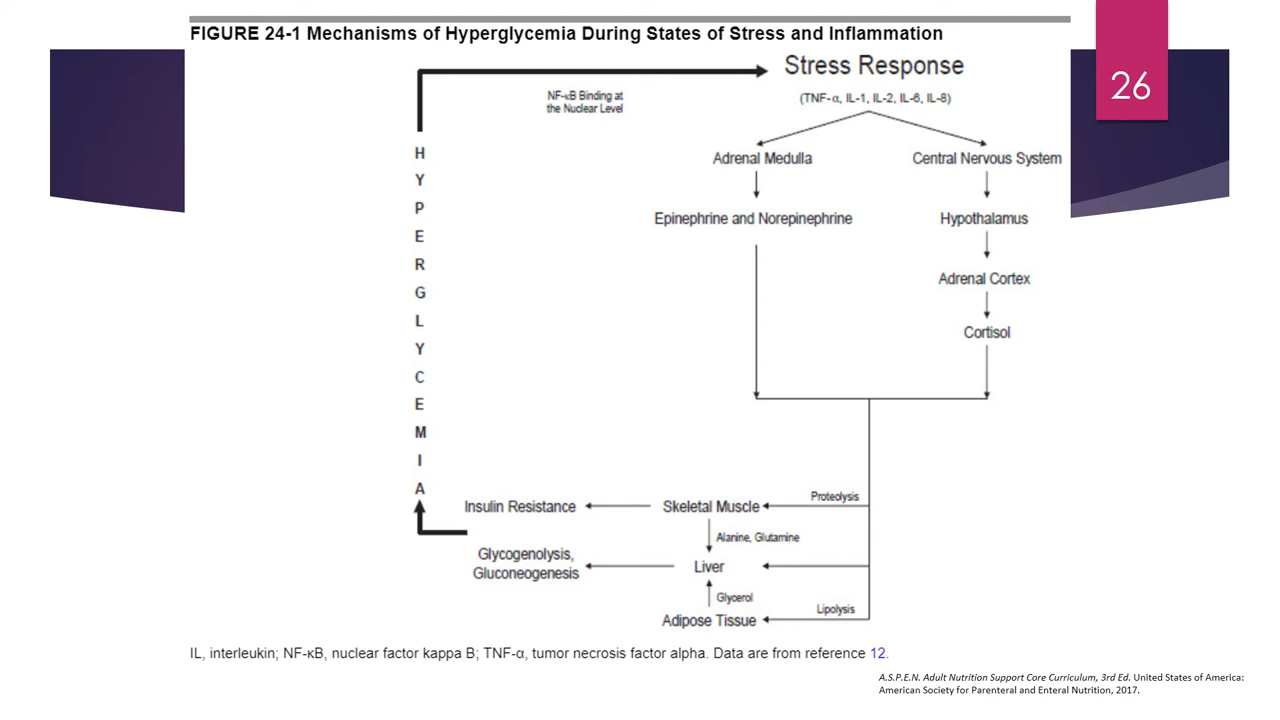 FIGURE 24-1 Mechanisms of Hyperglycemia During States of Stress and Inflammation
26
Stress Response
(TNF-α, IL-1, IL-2, IL-6, IL-8)
NF-κB Binding at
the Nuclear Level
Adrenal Medulla
Central Nervous System
Epinephrine and Norepinephrine
Hypothalamus
Adrenal Cortex
Cortisol
H
Y
P
E
R
G
L
Y
C
E
M
I
A
Proteolysis
Insulin Resistance
Skeletal Muscle
Alanine, Glutamine
Glycogenolysis,
Gluconeogenesis
Liver
Glycerol
Lipolysis
Adipose Tissue
IL, interleukin; NF-κB, nuclear factor kappa B; TNF-α, tumor necrosis factor alpha. Data are from reference 12.
A.S.P.E.N. Adult Nutrition Support Core Curriculum, 3rd Ed. United States of America:
American Society for Parenteral and Enteral Nutrition, 2017.